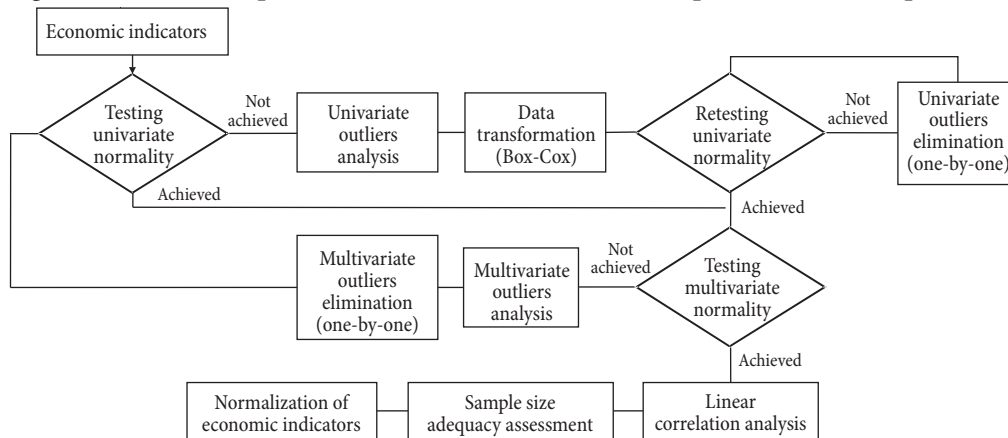 Economic indicators
Testing
univariate
normality
Not
achieved
Univariate
outliers
analysis
Data
transformation
(Box-Cox)
Retesting
univariate
normality
Not
achieved
Univariate
outliers
elimination
(one-by-one)
Achieved
Achieved
Multivariate
outliers
elimination
(one-by-one)
Multivariate
outliers
analysis
Not
achieved
Testing
multivariate
normality
Achieved
Normalization of
economic indicators
Sample size
adequacy assessment
Linear
correlation analysis